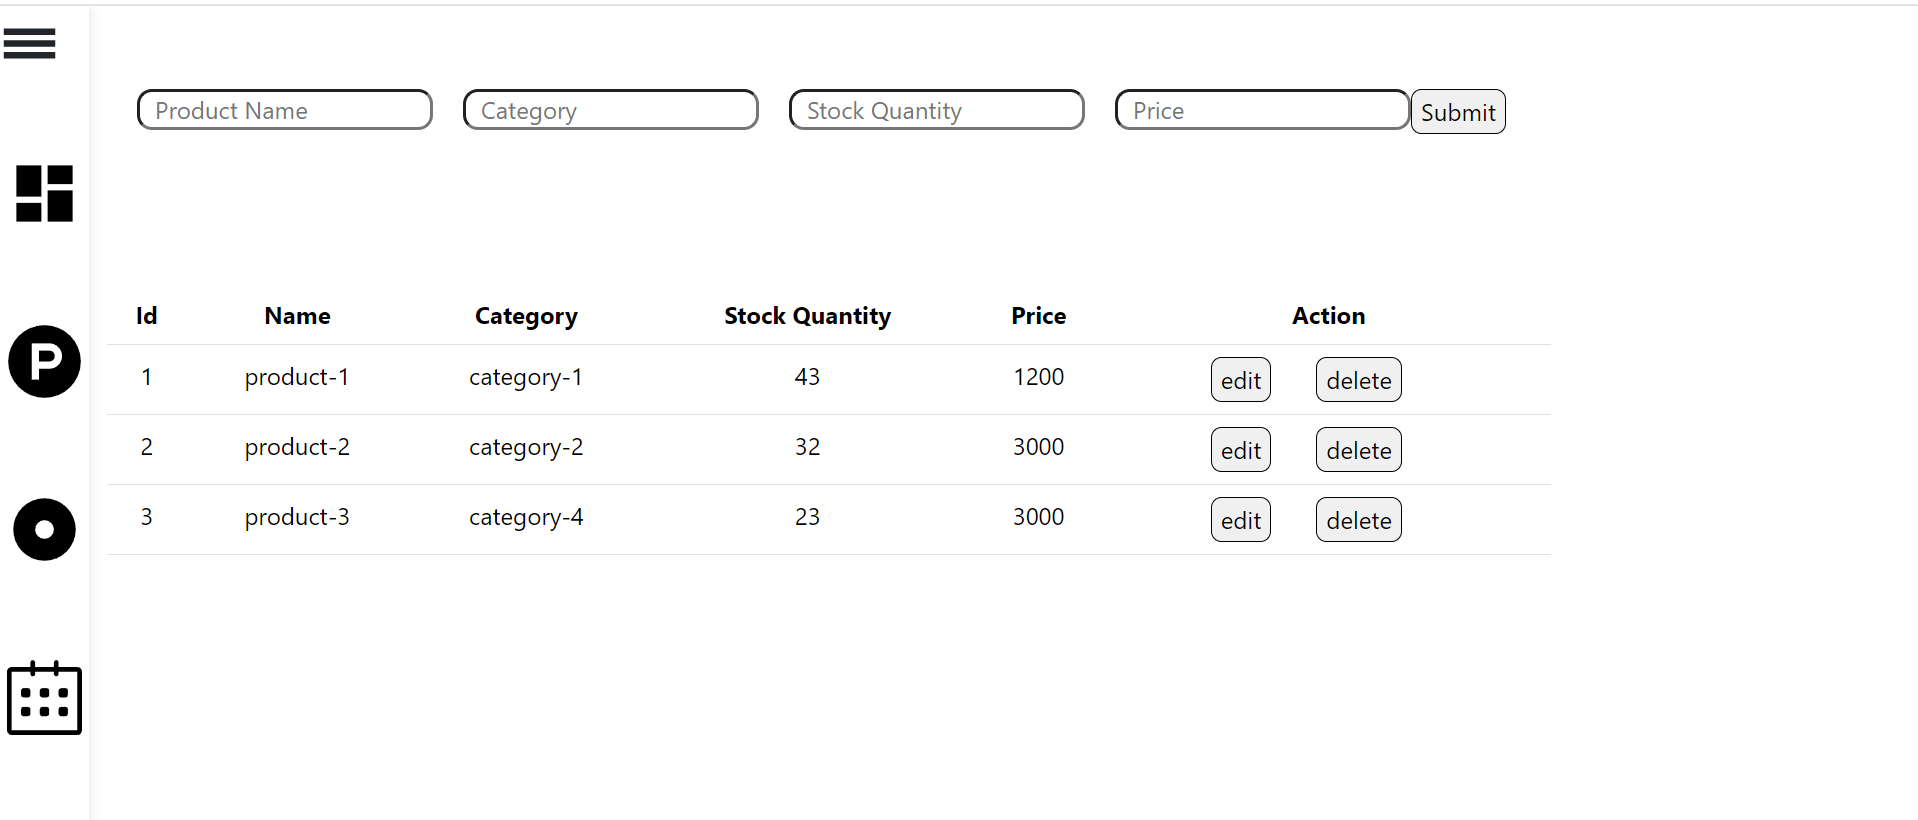 Product Name Category Stock Quantity Price Submit
Id Name Category Stock Quantity Price Action
P
1 product-1 category-1 43 1200 edit delete
2 product-2 category-2 32 3000 edit delete
3 product-3 category-4 23 3000 edit delete